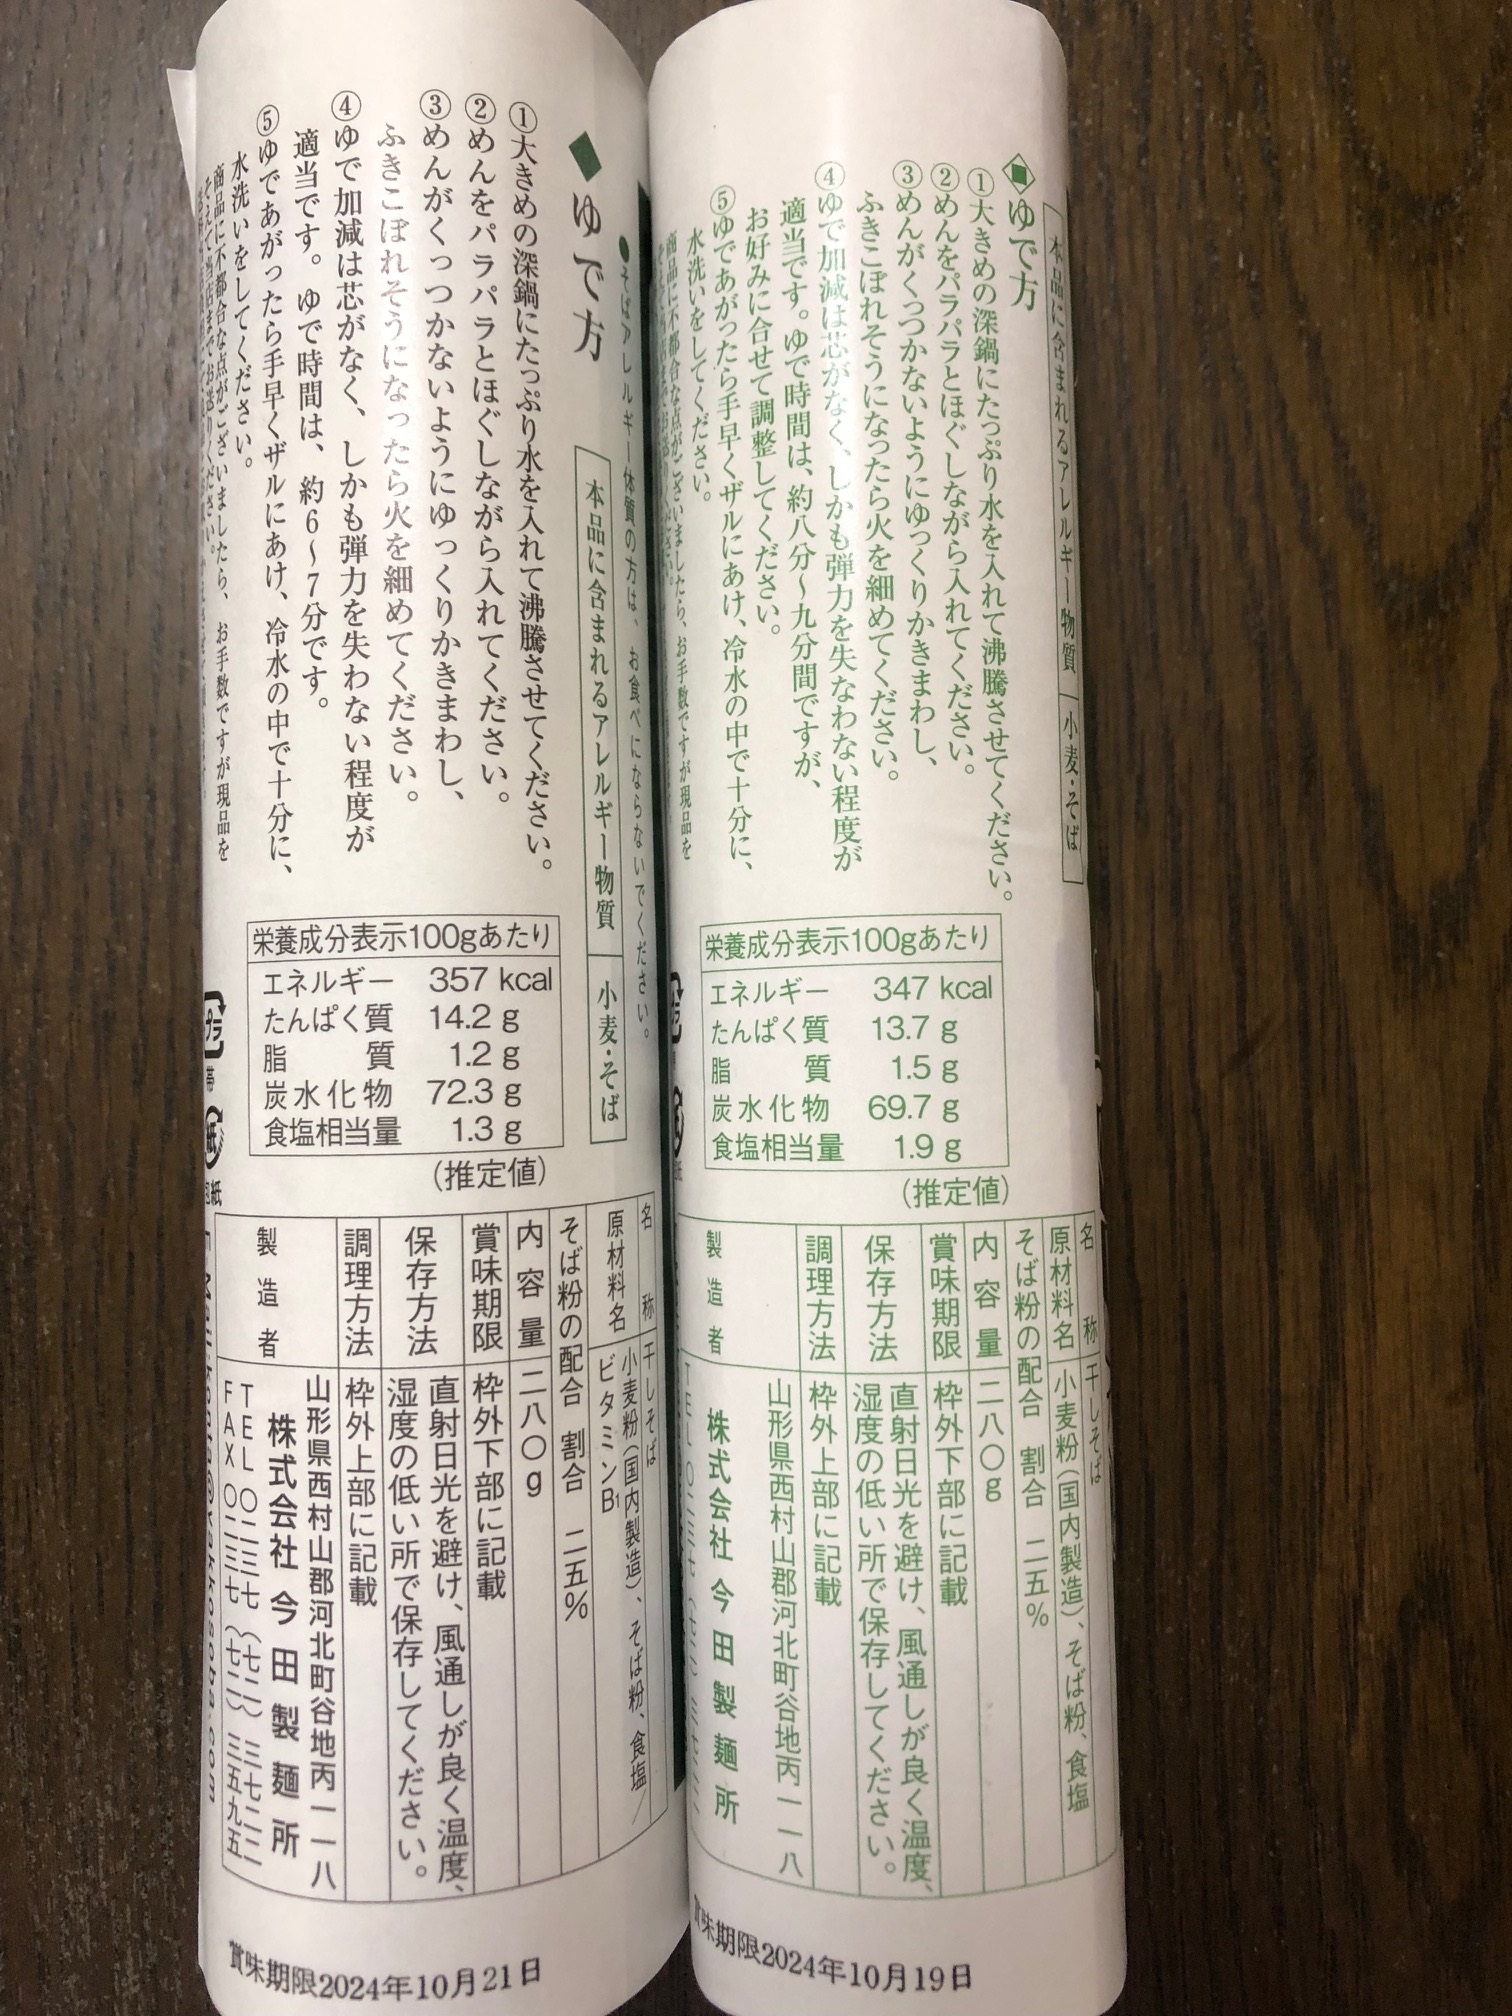 本品に含まれるアレルギー物質 小麦・そば
ゆで方
①大きめの深鍋にたっぷり水を入れて沸騰させてください。
②めんをパラパラとほぐしながら入れてください。
③めんがくっつかないようにゆっくりかきまわし、
ふきこぼれそうになったら火を細めてください。
④ゆで加減は芯がなく、しかも弾力を失なわない程度が
適当です。ゆで時間は、約八分〜九分間ですが、
お好みに合せて調整してください。
⑤ゆであがったら手早くザルにあけ、冷水の中で十分に、
水洗いをしてください。
商品に不都合な点がございましたら、お手数ですが現品を
栄養成分表示100gあたり
エネルギー 347 kcal
たんぱく質 13.7 g
脂質 1.5 g
炭水化物 69.7 g
食塩相当量 1.9 g
(推定値)
名称 干しそば
原材料名 小麦粉(国内製造)、そば粉、食塩
そば粉の配合 割合 二五%
内容量 二八〇g
賞味期限 枠外下部に記載
保存方法 直射日光を避け、風通しが良く温度、
湿度の低い所で保存してください。
調理方法 枠外上部に記載
製造者 山形県西村山郡河北町谷地丙一一八
株式会社 今田製麺所
賞味期限2024年10月19日
●そばアレルギー体質の方は、お食べにならないでください。
本品に含まれるアレルギー物質 小麦・そば
◆ゆで方
①大きめの深鍋にたっぷり水を入れて沸騰させてください。
②めんをパラパラとほぐしながら入れてください。
③めんがくっつかないようにゆっくりかきまわし、
ふきこぼれそうになったら火を細めてください。
④ゆで加減は芯がなく、しかも弾力を失わない程度が
適当です。ゆで時間は、約6〜7分です。
⑤ゆであがったら手早くザルにあけ、冷水の中で十分に、
水洗いをしてください。
商品に不都合な点がございましたら、お手数ですが現品を
そえて当店までお送りください。
栄養成分表示100gあたり
エネルギー 357 kcal
たんぱく質 14.2 g
脂質 1.2 g
炭水化物 72.3 g
食塩相当量 1.3 g
(推定値)
プラ
帯
紙
名称 干しそば
原材料名 小麦粉(国内製造)、そば粉、食塩/
ビタミンB1
そば粉の配合 割合 二五%
内容量 二八〇g
賞味期限 枠外下部に記載
保存方法 直射日光を避け、風通しが良く温度、
湿度の低い所で保存してください。
調理方法 枠外上部に記載
製造者 山形県西村山郡河北町谷地丙一一八
株式会社 今田製麺所
TEL〇二三七(七二)三七二二
FAX〇二三七(七二)三五九五
賞味期限2024年10月21日